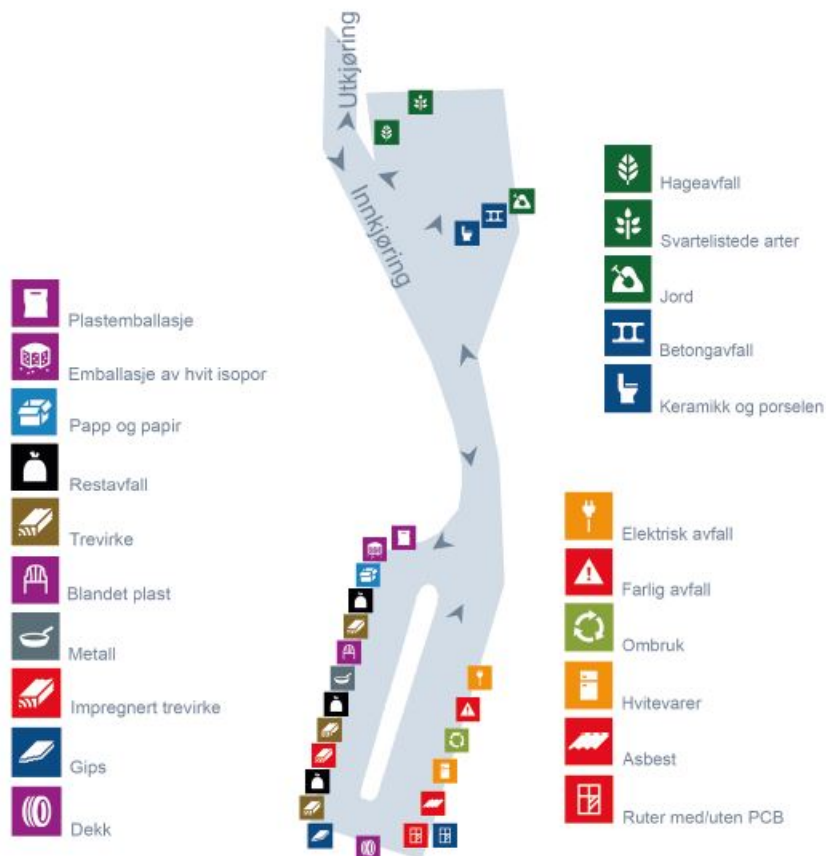 Utkjøring
Innkjøring
Hageavfall
Svartelistede arter
Jord
Betongavfall
Keramikk og porselen
Plastemballasje
Emballasje av hvit isopor
Papp og papir
Restavfall
Trevirke
Blandet plast
Metall
Impregnert trevirke
Gips
Dekk
Elektrisk avfall
Farlig avfall
Ombruk
Hvitevarer
Asbest
Ruter med/uten PCB